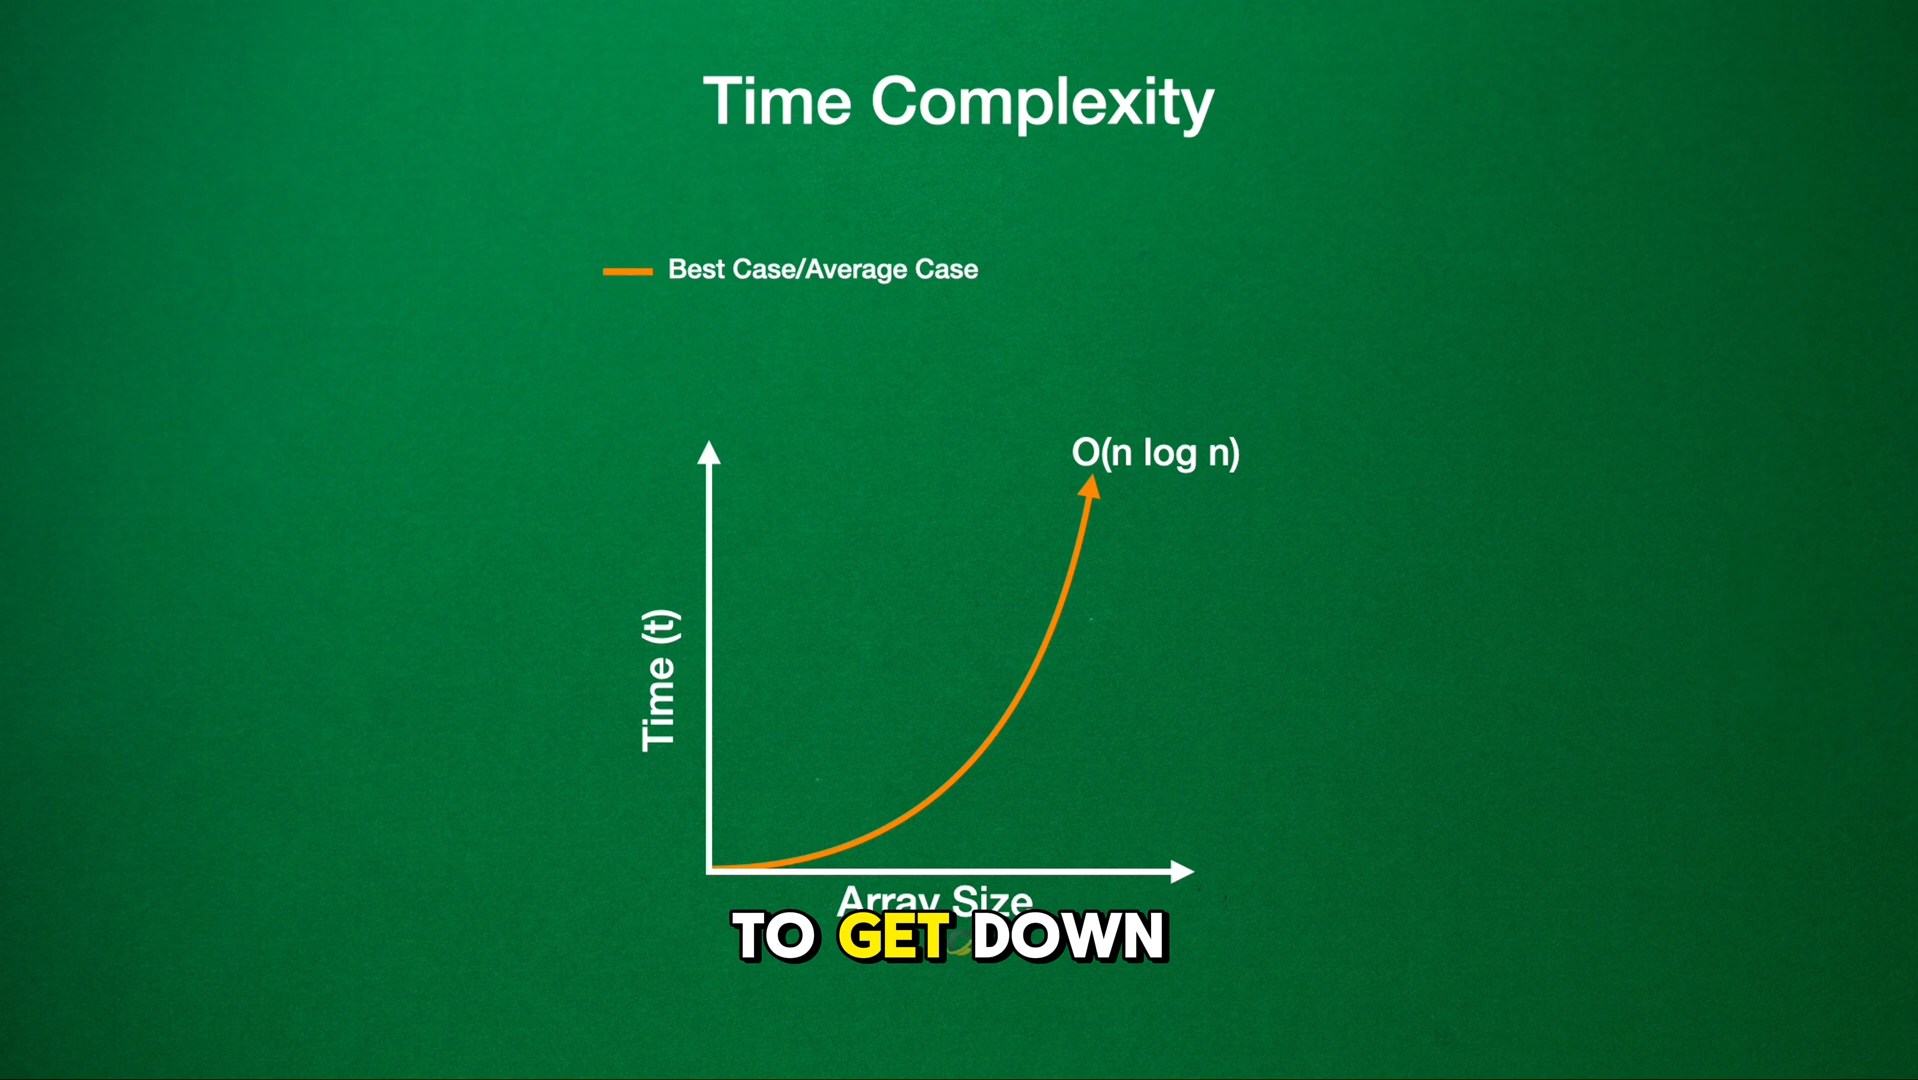 Time Complexity
Best Case/Average Case
O(n log n)
Time (t)
Array Size
TO GET DOWN